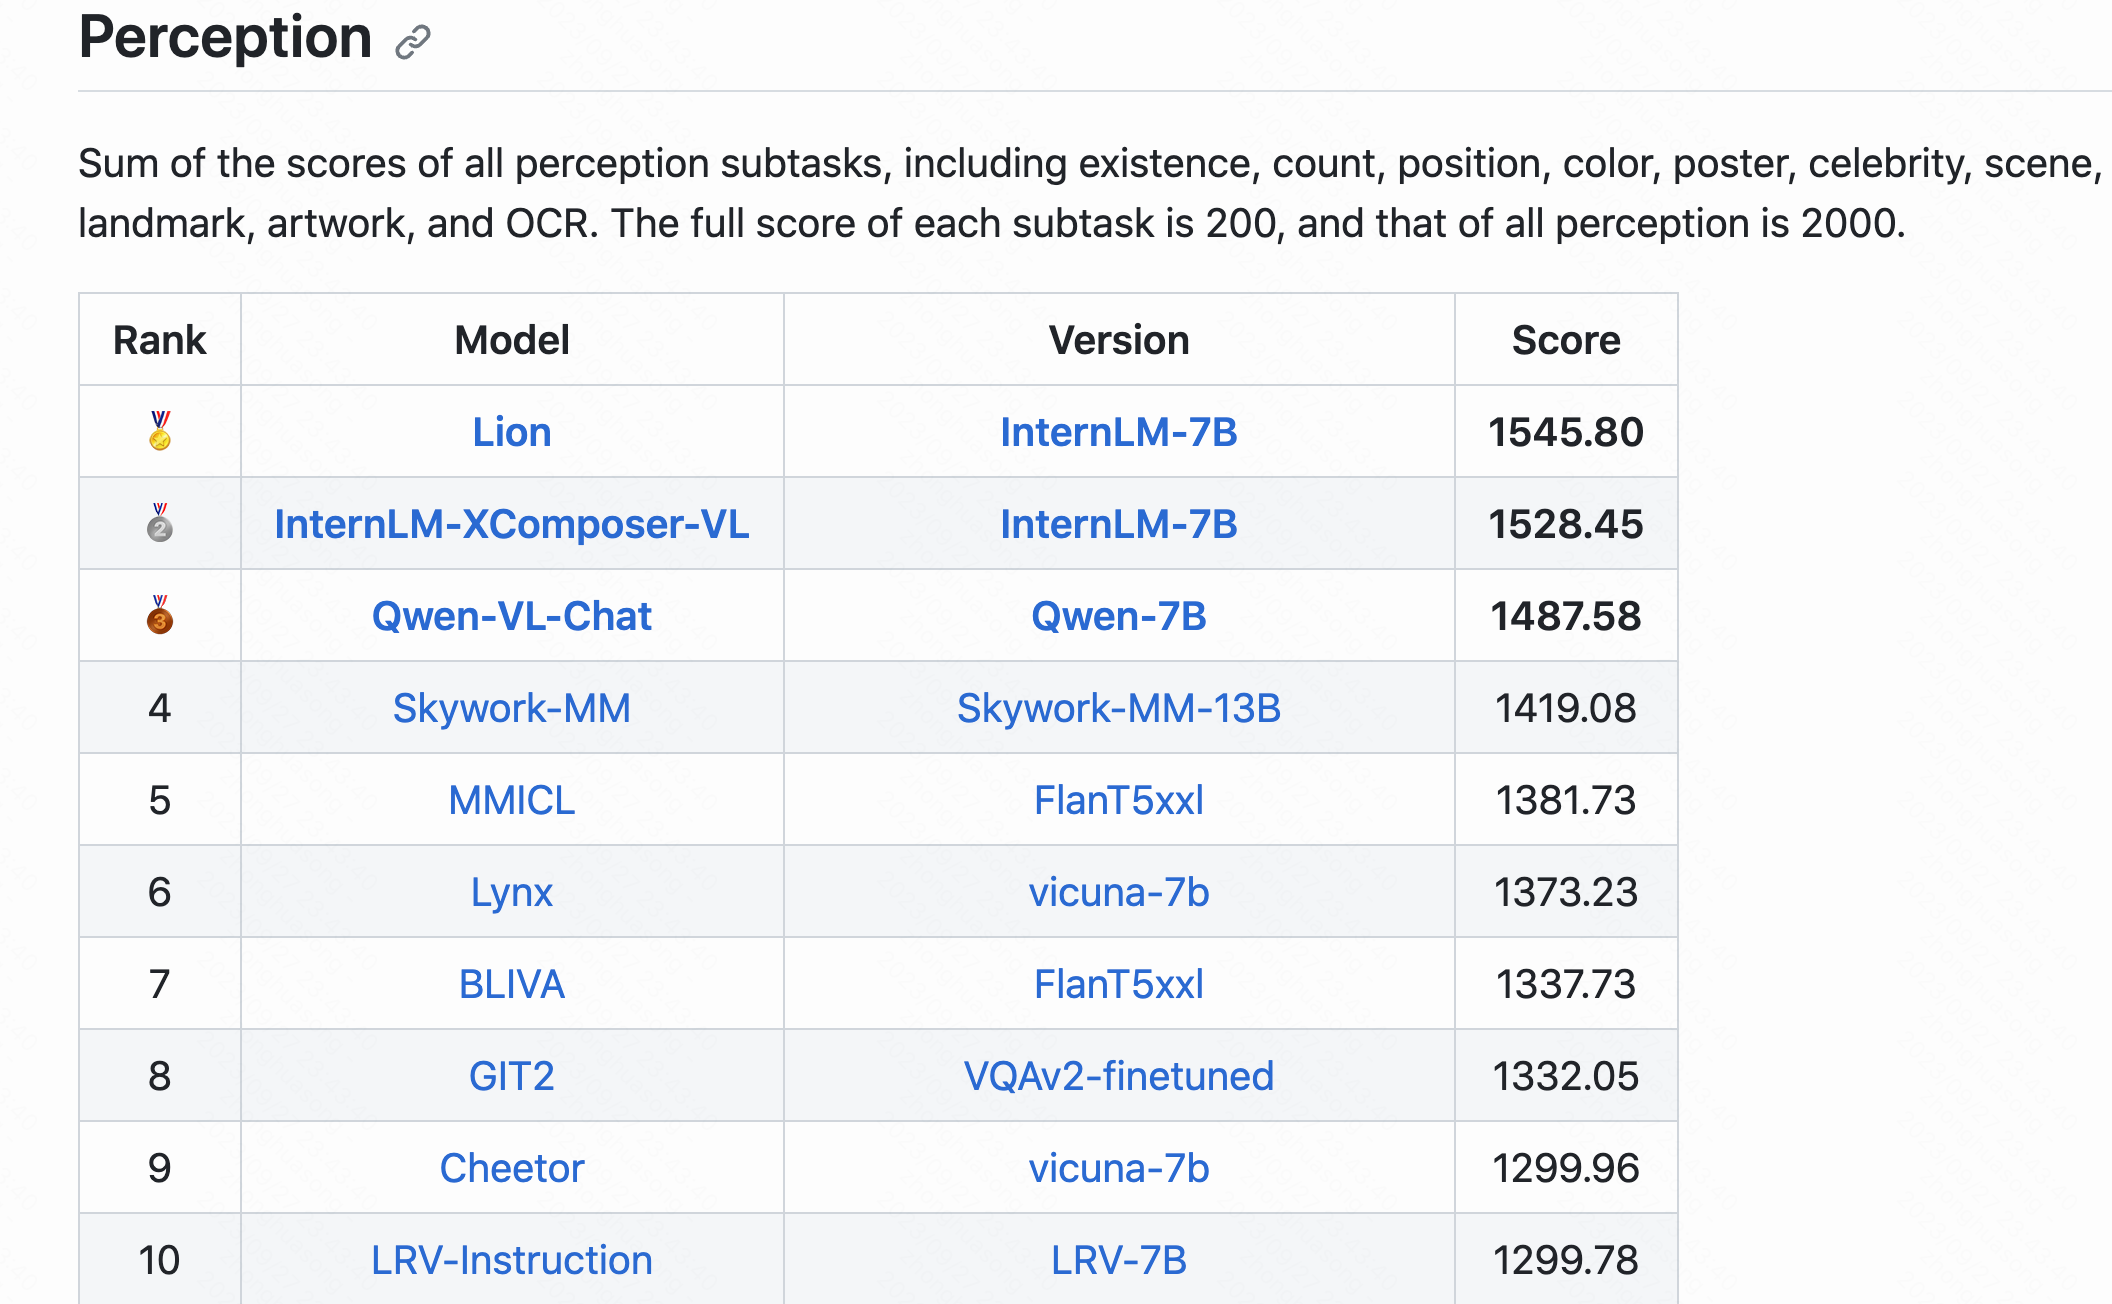 Perception
Sum of the scores of all perception subtasks, including existence, count, position, color, poster, celebrity, scene,
landmark, artwork, and OCR. The full score of each subtask is 200, and that of all perception is 2000.
Rank Model Version Score
Lion InternLM-7B 1545.80
2 InternLM-XComposer-VL InternLM-7B 1528.45
3 Qwen-VL-Chat Qwen-7B 1487.58
4 Skywork-MM Skywork-MM-13B 1419.08
5 MMICL FlanT5xxl 1381.73
6 Lynx vicuna-7b 1373.23
7 BLIVA FlanT5xxl 1337.73
8 GIT2 VQAv2-finetuned 1332.05
9 Cheetor vicuna-7b 1299.96
10 LRV-Instruction LRV-7B 1299.78